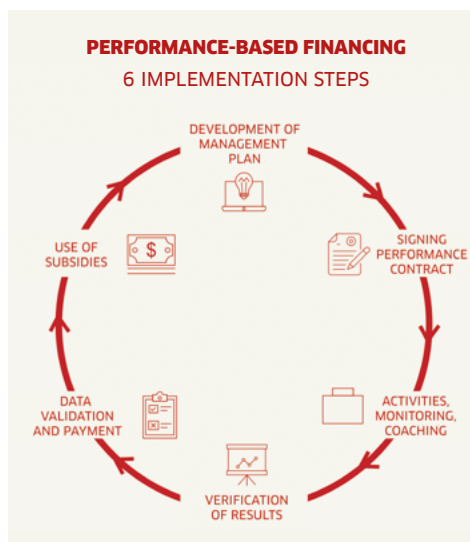 PERFORMANCE-BASED FINANCING
6 IMPLEMENTATION STEPS
DEVELOPMENT OF
MANAGEMENT
PLAN
SIGNING
PERFORMANCE
CONTRACT
ACTIVITIES,
MONITORING,
COACHING
VERIFICATION
OF RESULTS
DATA
VALIDATION
AND PAYMENT
USE OF
SUBSIDIES
$